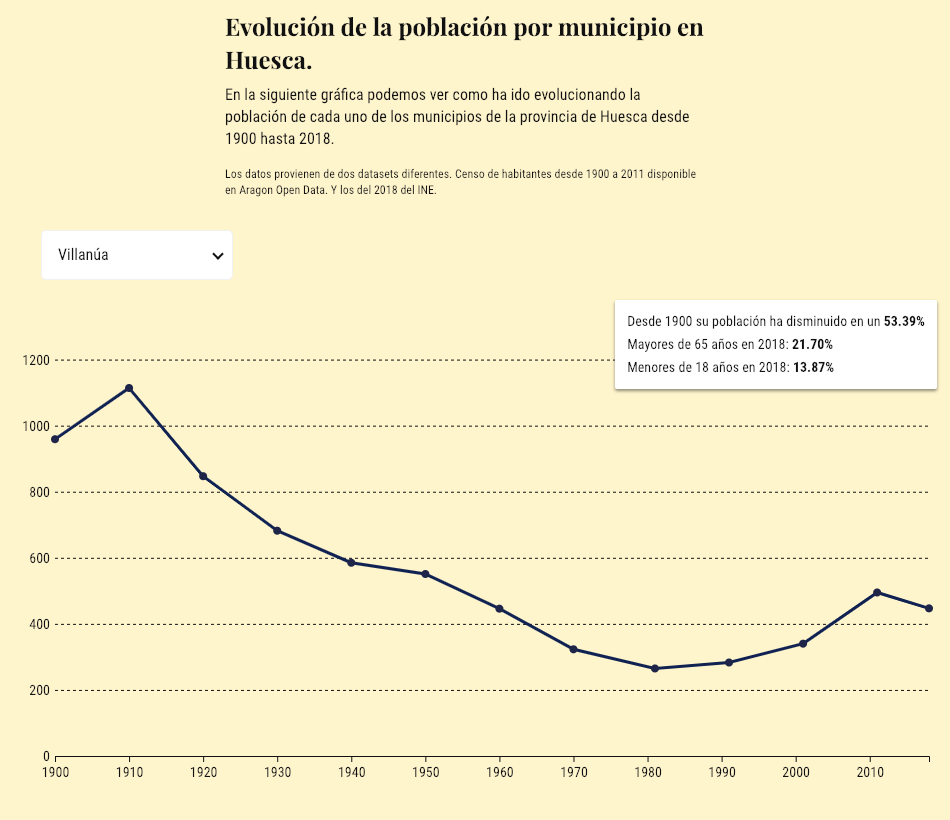 Evolución de la población por municipio en
Huesca.
En la siguiente gráfica podemos ver como ha ido evolucionando la
población de cada uno de los municipios de la provincia de Huesca desde
1900 hasta 2018.
Los datos provienen de dos datasets diferentes. Censo de habitantes desde 1900 a 2011 disponible
en Aragon Open Data. Y los del 2018 del INE.
Villanúa
Desde 1900 su población ha disminuido en un 53.39%
Mayores de 65 años en 2018: 21.70%
Menores de 18 años en 2018: 13.87%
1200
1000
800
600
400
200
0
1900 1910 1920 1930 1940 1950 1960 1970 1980 1990 2000 2010